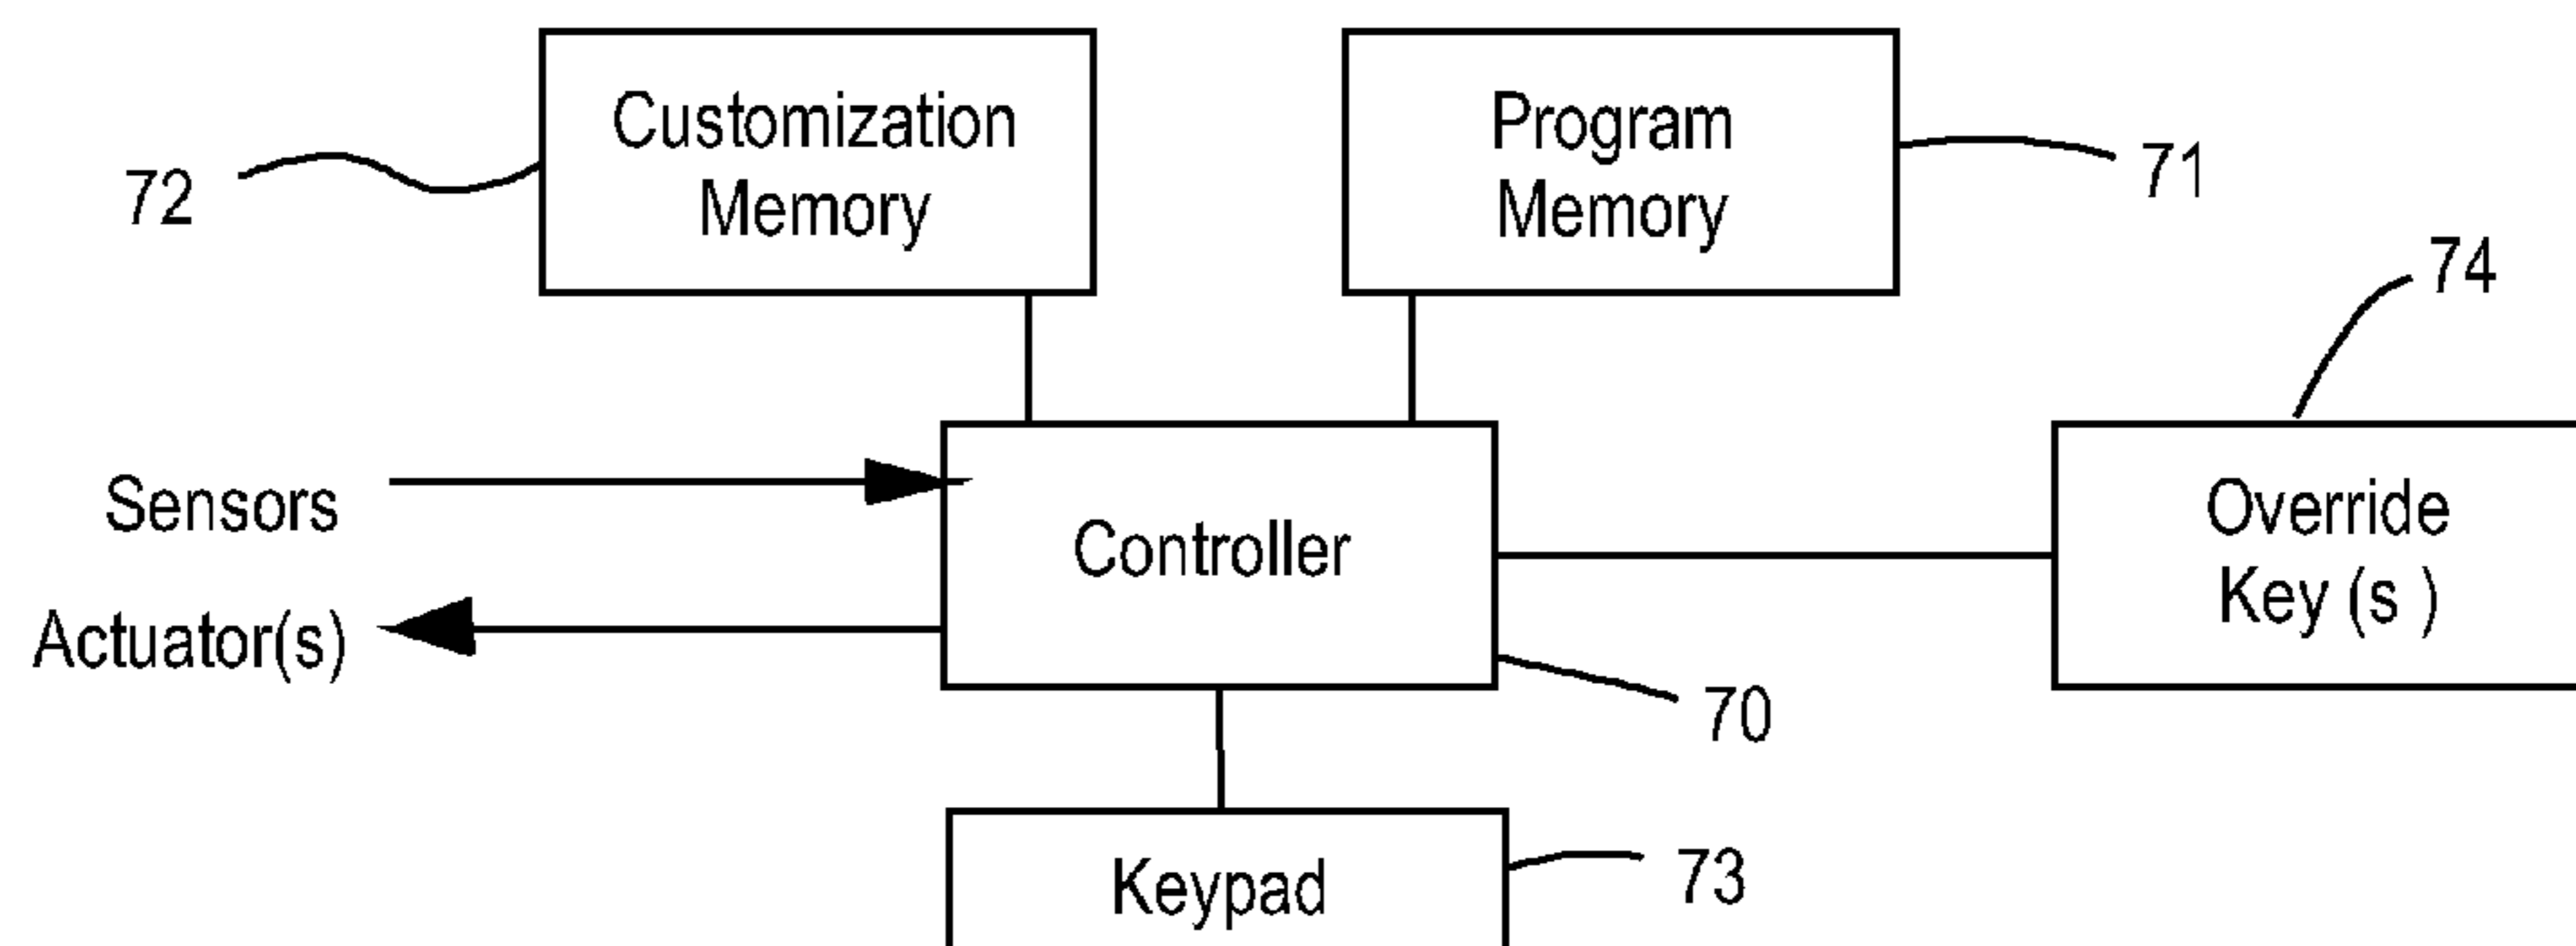 Customization
Memory
72
Program
Memory
71
74
Sensors
Actuator(s)
Controller
70
Override
Key (s )
Keypad
73